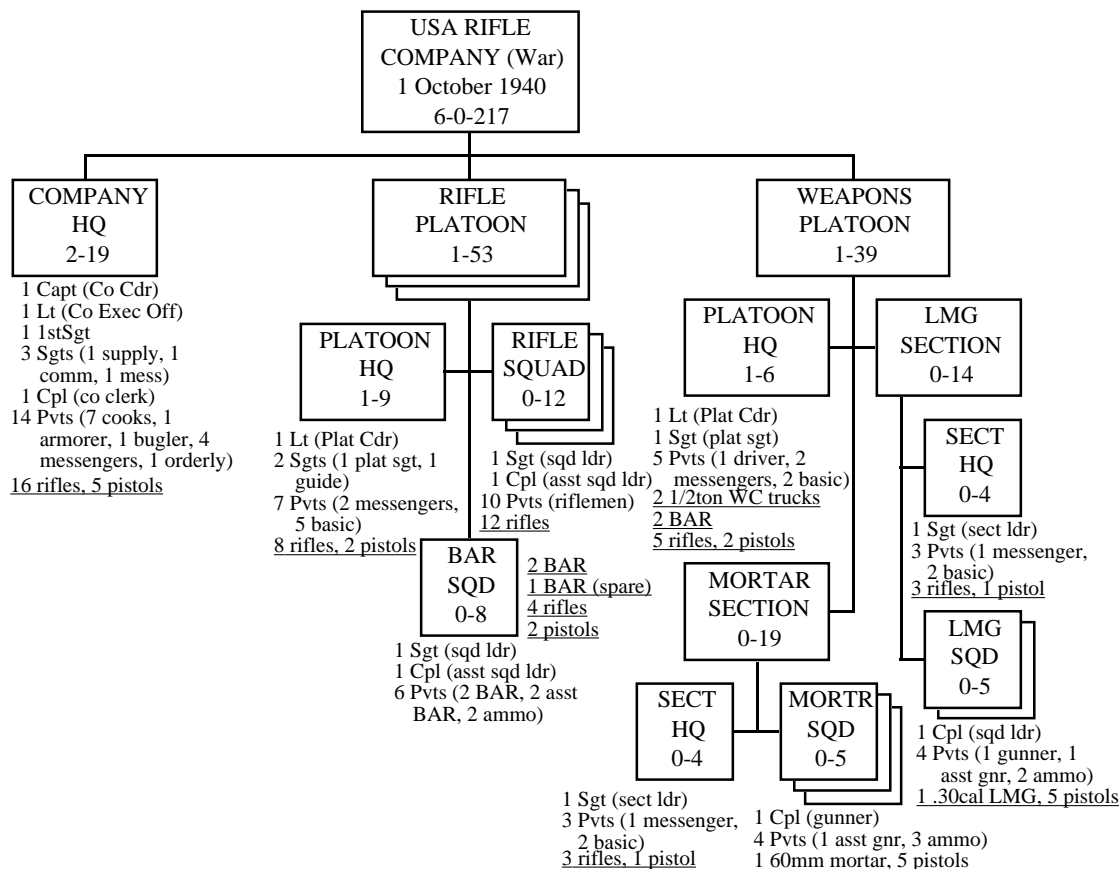 USA RIFLE
COMPANY (War)
1 October 1940
6-0-217
COMPANY
HQ
2-19
1 Capt (Co Cdr)
1 Lt (Co Exec Off)
1 1stSgt
3 Sgts (1 supply, 1
comm, 1 mess)
1 Cpl (co clerk)
14 Pvts (7 cooks, 1
armorer, 1 bugler, 4
messengers, 1 orderly)
16 rifles, 5 pistols
RIFLE
PLATOON
1-53
PLATOON
HQ
1-9
1 Lt (Plat Cdr)
2 Sgts (1 plat sgt, 1
guide)
7 Pvts (2 messengers,
5 basic)
8 rifles, 2 pistols
RIFLE
SQUAD
0-12
1 Sgt (sqd ldr)
1 Cpl (asst sqd ldr)
10 Pvts (riflemen)
12 rifles
BAR
SQD
0-8
2 BAR
1 BAR (spare)
4 rifles
2 pistols
1 Sgt (sqd ldr)
1 Cpl (asst sqd ldr)
6 Pvts (2 BAR, 2 asst
BAR, 2 ammo)
WEAPONS
PLATOON
1-39
PLATOON
HQ
1-6
1 Lt (Plat Cdr)
1 Sgt (plat sgt)
5 Pvts (1 driver, 2
messengers, 2 basic)
2 1/2ton WC trucks
2 BAR
5 rifles, 2 pistols
LMG
SECTION
0-14
SECT
HQ
0-4
1 Sgt (sect ldr)
3 Pvts (1 messenger,
2 basic)
3 rifles, 1 pistol
LMG
SQD
0-5
1 Cpl (sqd ldr)
4 Pvts (1 gunner, 1
asst gnr, 2 ammo)
1 .30cal LMG, 5 pistols
MORTAR
SECTION
0-19
SECT
HQ
0-4
1 Sgt (sect ldr)
3 Pvts (1 messenger,
2 basic)
3 rifles, 1 pistol
MORTR
SQD
0-5
1 Cpl (gunner)
4 Pvts (1 asst gnr, 3 ammo)
1 60mm mortar, 5 pistols